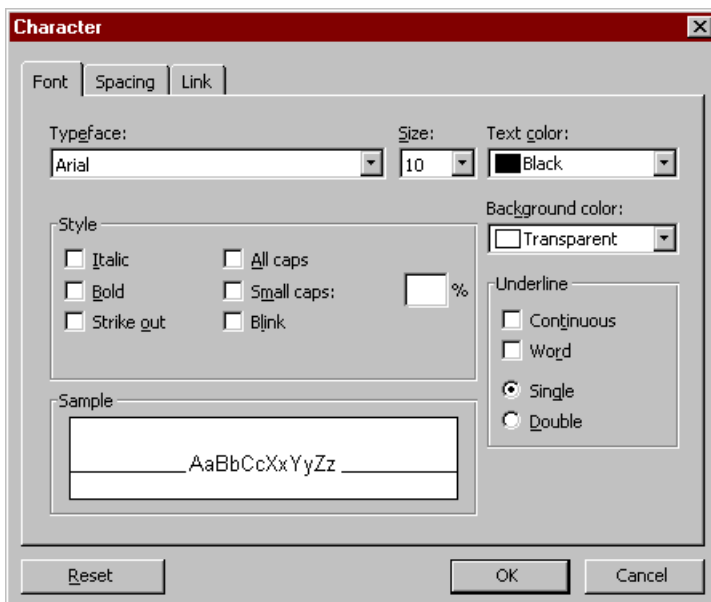 Character
Font Spacing Link
Typeface: Size: Text color:
Arial 10 Black
Background color:
Transparent
Style
Italic All caps
Bold Small caps: %
Strike out Blink
Underline
Continuous
Word
Single
Double
Sample
AaBbCcXxYyZz
Reset OK Cancel